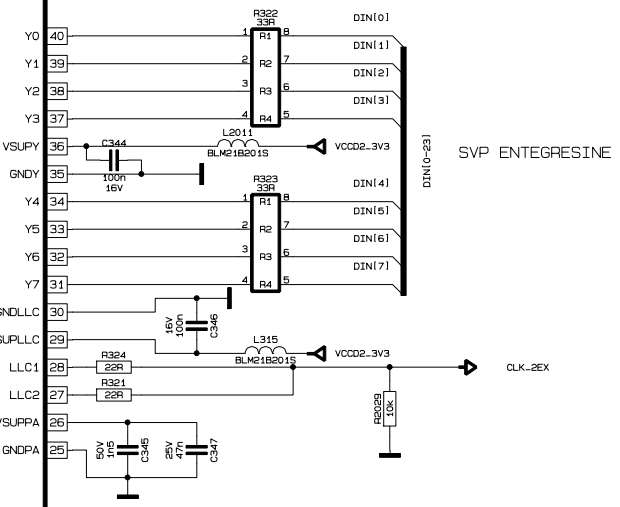 R322
33R
DIN[0]
Y0 40 1 R1 8
DIN[1]
Y1 39 2 R2 7
DIN[2]
Y2 38 3 R3 6
DIN[3]
Y3 37 4 R4 5
VSUPY 36 C344 L2011 VCCD2_3V3
BLM21B201S
DIN[0-23]
SVP ENTEGRESINE
GNDY 35 100n
16V
R323
33R
DIN[4]
Y4 34 1 R1 8
DIN[5]
Y5 33 2 R2 7
DIN[6]
Y6 32 3 R3 6
DIN[7]
Y7 31 4 R4 5
GNDLLC 30
16V
100n
C346
SUPLLC 29 L315 VCCD2_3V3
BLM21B201S
R324
LLC1 28 22R CLK_2EX
R321
LLC2 27 22R
R2029
10k
VSUPPA 26
GNDPA 25
50V
1n5
C345
25V
47n
C347